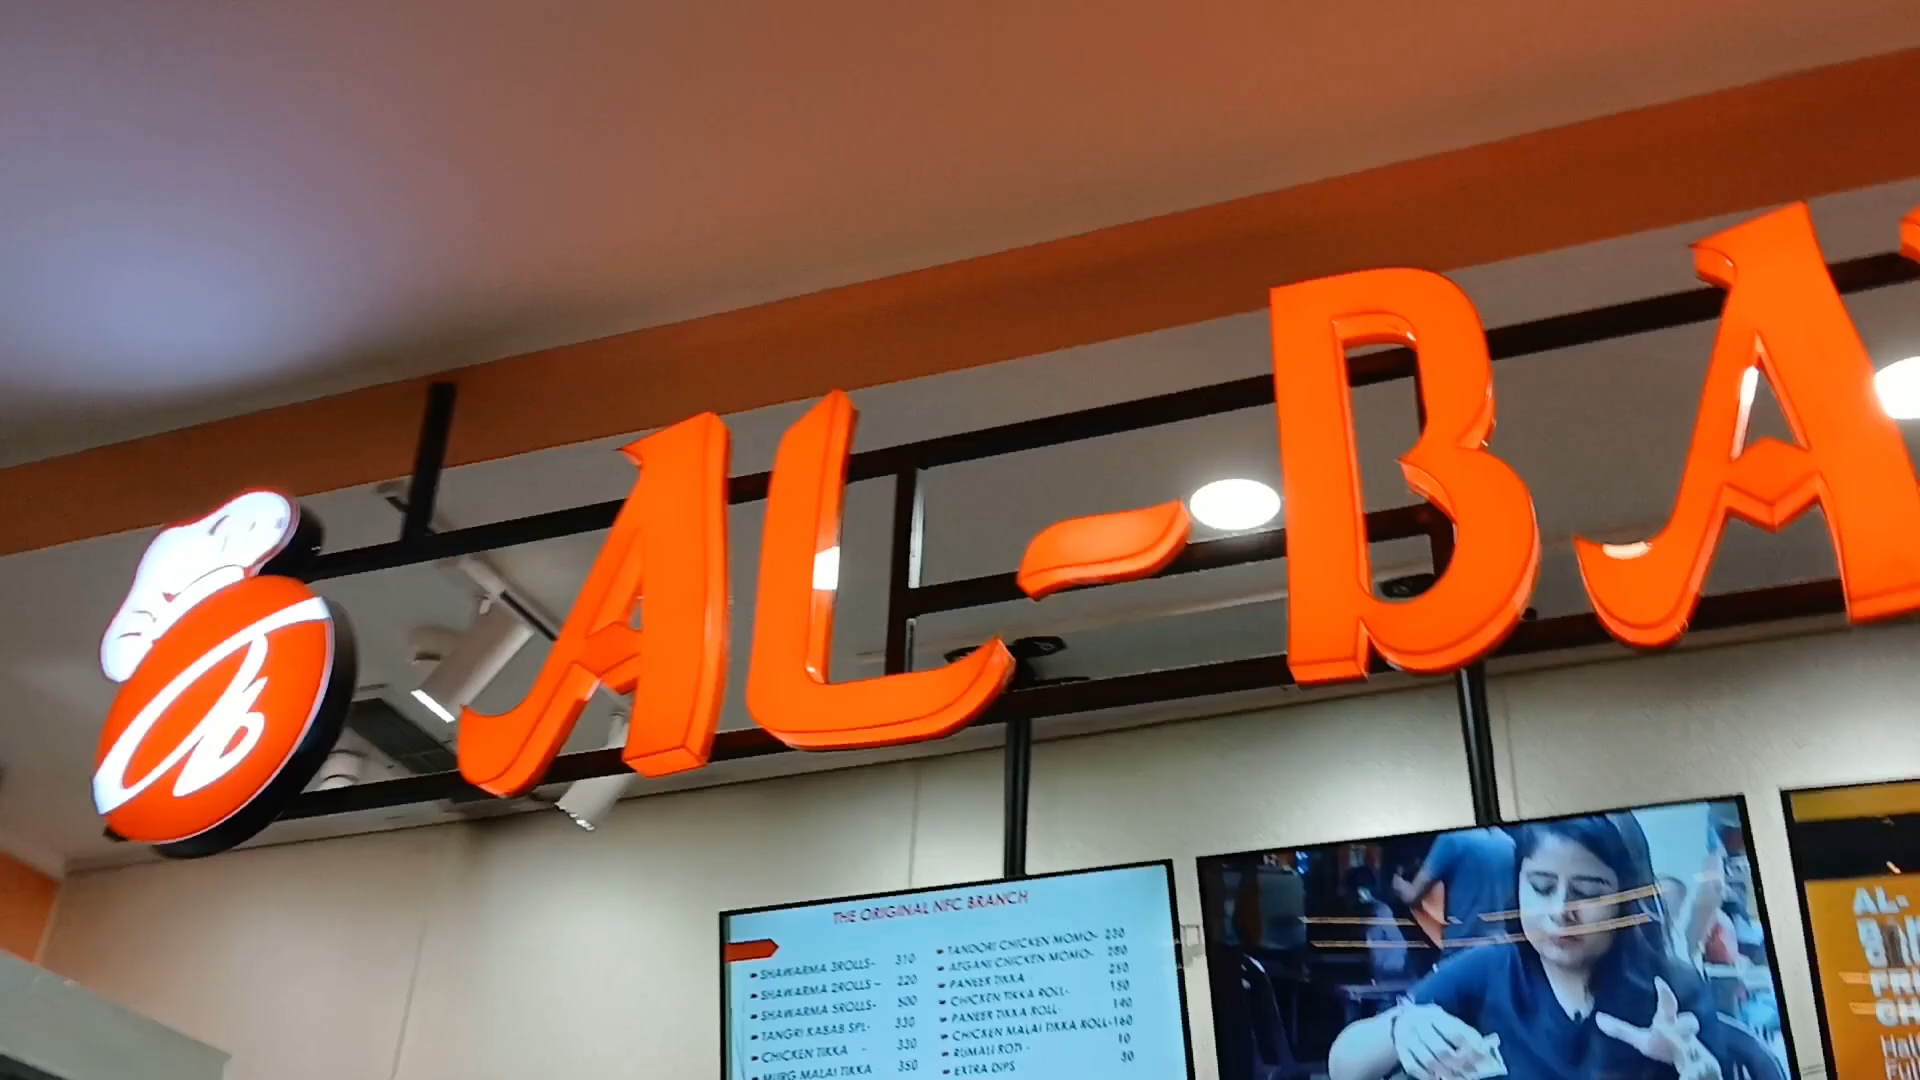 AL-BA
THE ORIGINAL NFC BRANCH
SHAWARMA 3ROLLS- 310
SHAWARMA 2ROLLS - 220
SHAWARMA 5ROLLS- 500
TANGRI KABAB SPL- 330
CHICKEN TIKKA - 330
MURG MALAI TIKKA 350
TANDORI CHICKEN MOMO- 230
AFGANI CHICKEN MOMO- 280
PANEER TIKKA 250
CHICKEN TIKKA ROLL- 150
PANEER TIKKA ROLL- 140
CHICKEN MALAI TIKKA ROLL-160
RUMALI ROTI - 10
EXTRA DIPS 30
AL-